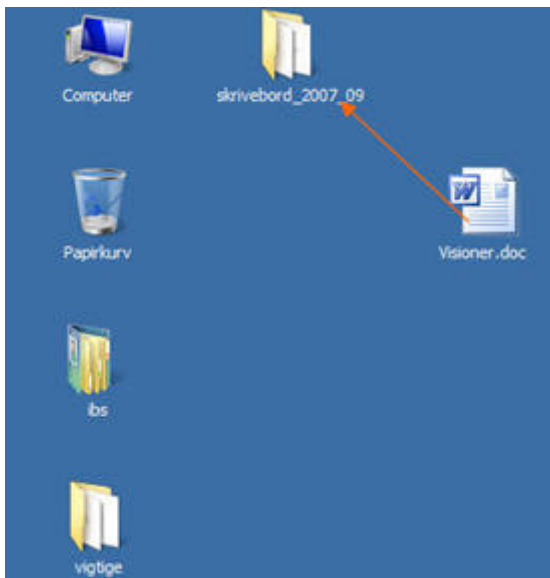 Computer
skrivebord_2007_09
Papirkurv
Visioner.doc
ibs
vigtige